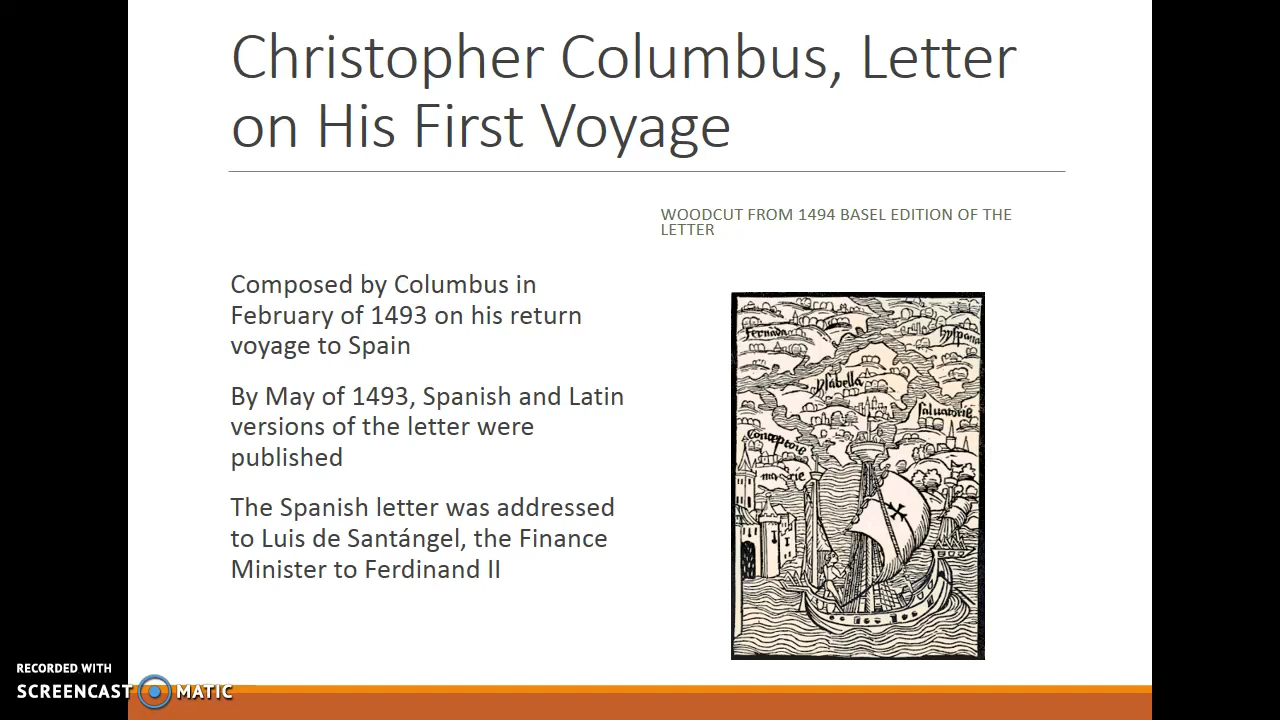 Christopher Columbus, Letter
on His First Voyage
WOODCUT FROM 1494 BASEL EDITION OF THE
LETTER
Composed by Columbus in
February of 1493 on his return
voyage to Spain
By May of 1493, Spanish and Latin
versions of the letter were
published
The Spanish letter was addressed
to Luis de Santángel, the Finance
Minister to Ferdinand II
Fernada
hyspana
ysabella
saluatorie
conceptoie
marie
RECORDED WITH
SCREENCAST MATIC